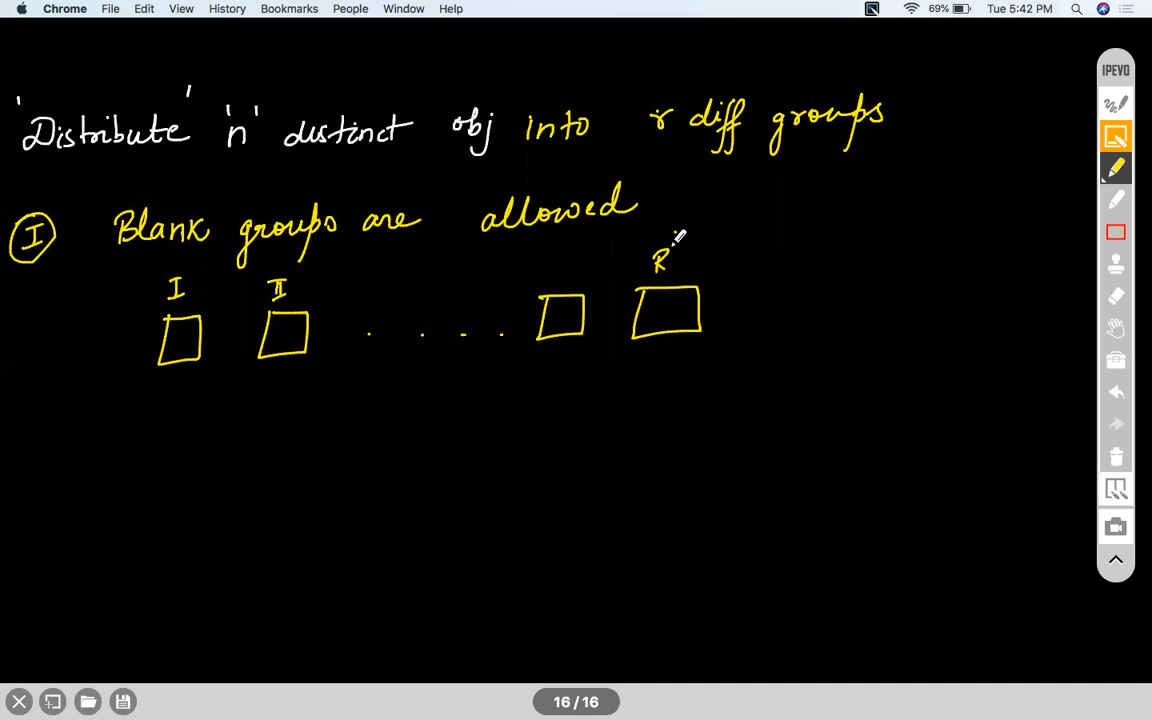 Chrome File Edit View History Bookmarks People Window Help 69% Tue 5:42 PM
IPEVO
'Distribute' 'n' distinct obj into r diff groups
I Blank groups are allowed
I II R
16 / 16